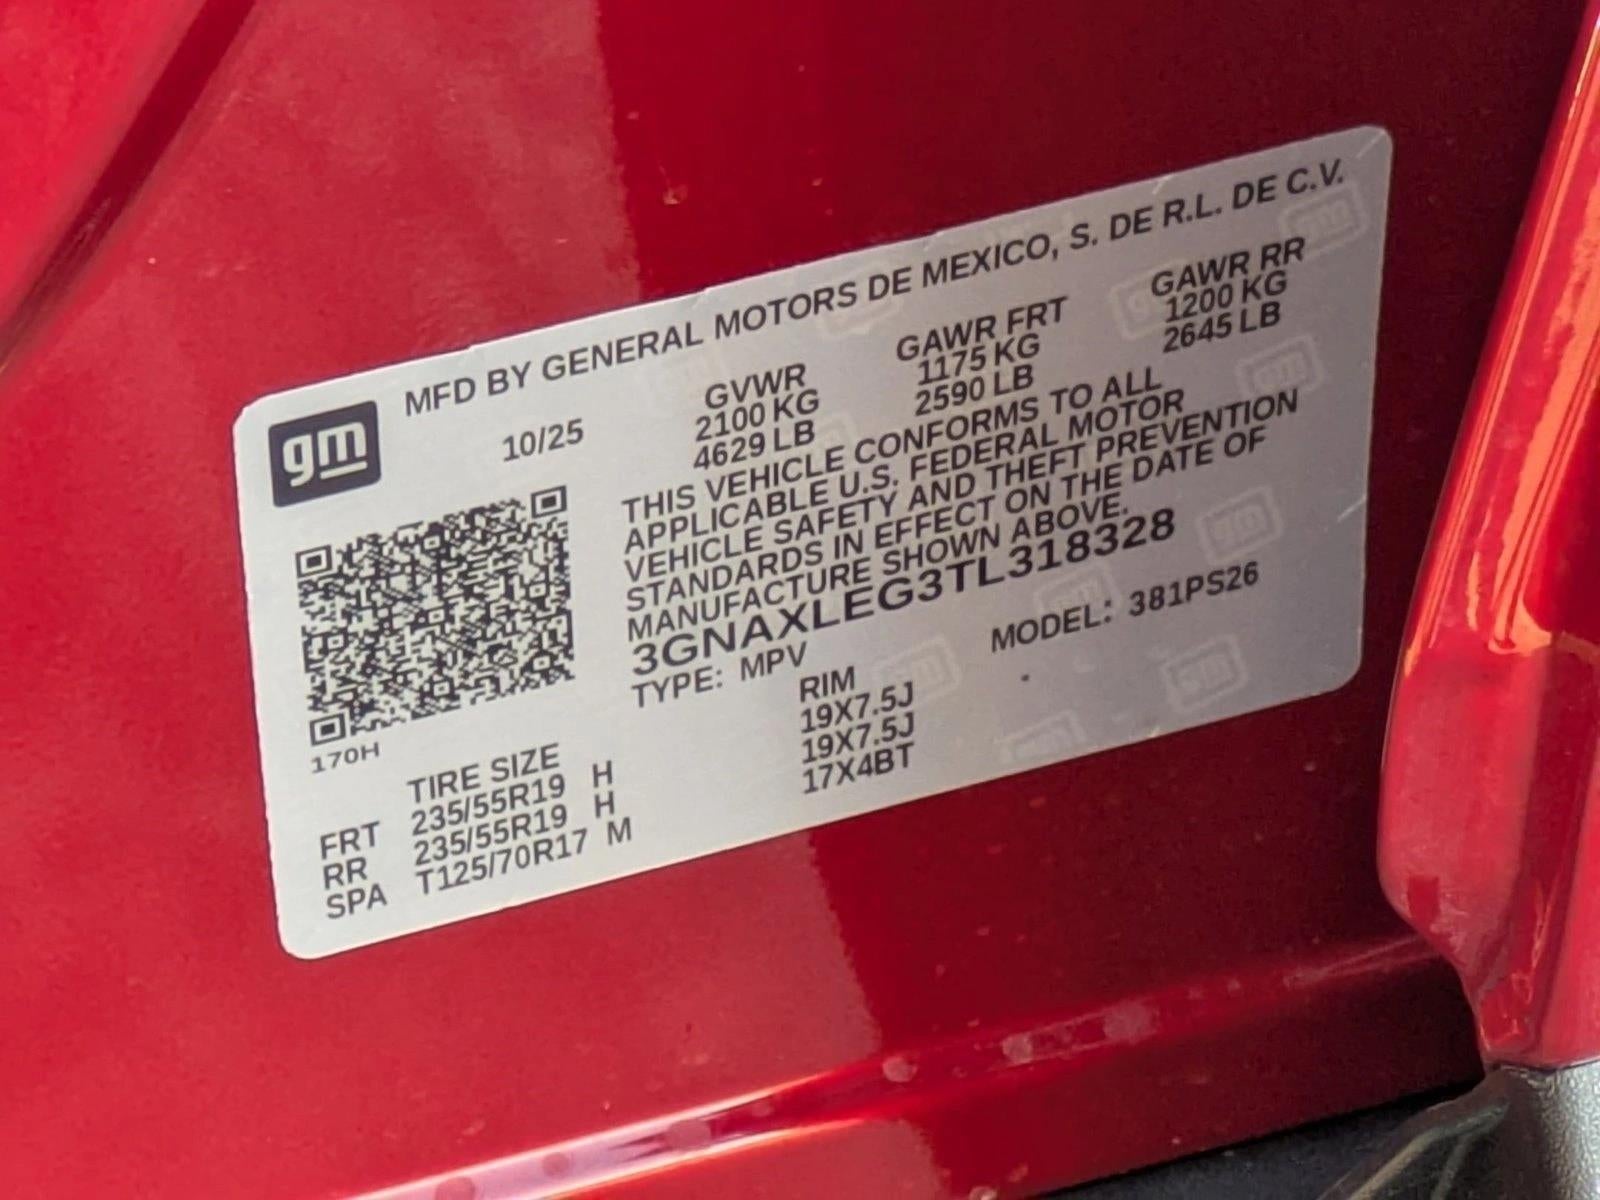 MFD BY GENERAL MOTORS DE MEXICO, S. DE R.L. DE C.V.
gm
10/25
GVWR GAWR FRT GAWR RR
2100 KG 1175 KG 1200 KG
4629 LB 2590 LB 2645 LB
THIS VEHICLE CONFORMS TO ALL
APPLICABLE U.S. FEDERAL MOTOR
VEHICLE SAFETY AND THEFT PREVENTION
STANDARDS IN EFFECT ON THE DATE OF
MANUFACTURE SHOWN ABOVE.
3GNAXLEG3TL318328
TYPE: MPV MODEL: 381PS26
170H
TIRE SIZE RIM
FRT 235/55R19 H 19X7.5J
RR 235/55R19 H 19X7.5J
SPA T125/70R17 M 17X4BT